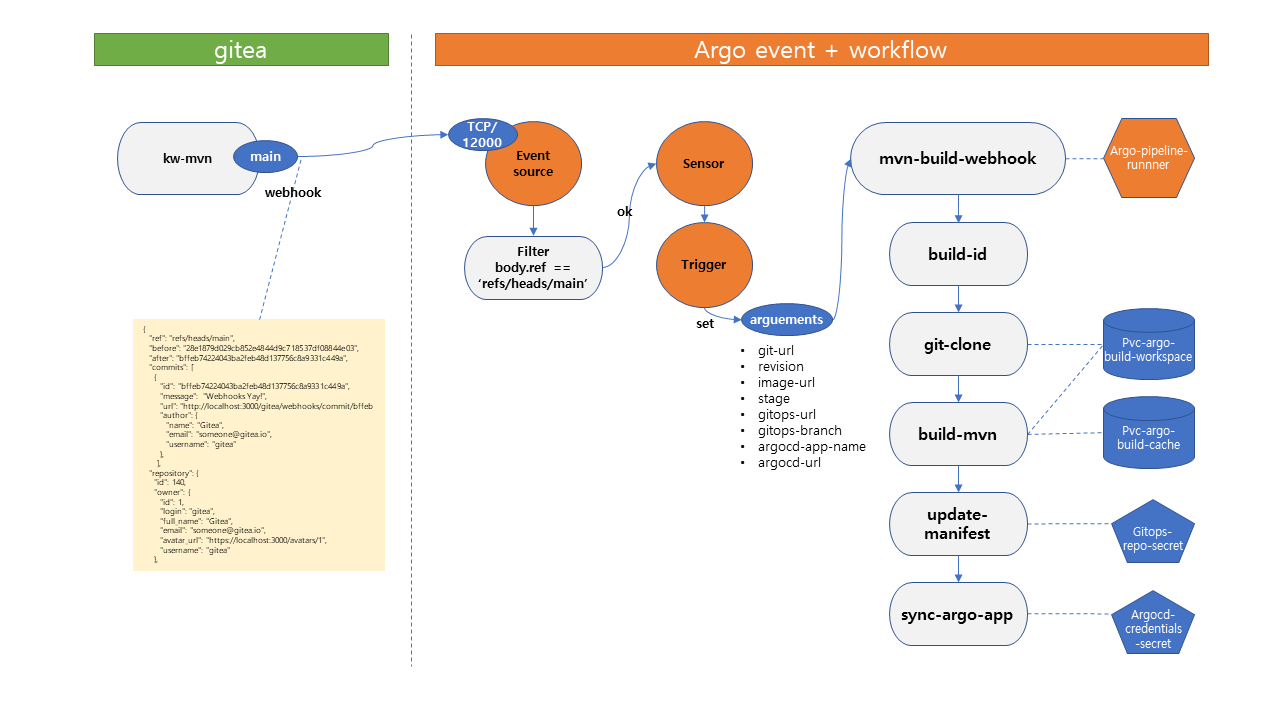 gitea
Argo event + workflow
kw-mvn
main
webhook
{
"ref": "refs/heads/main",
"before": "28e1879d029cb852e4844d9c718537df08844e03",
"after": "bffeb74224043ba2feb48d137756c8a9331c449a",
"commits": [
{
"id": "bffeb74224043ba2feb48d137756c8a9331c449a",
"message": "Webhooks Yay!",
"url": "http://localhost:3000/gitea/webhooks/commit/bffeb
"author": {
"name": "Gitea",
"email": "someone@gitea.io",
"username": "gitea"
},
],
"repository": {
"id": 140,
"owner": {
"id": 1,
"login": "gitea",
"full_name": "Gitea",
"email": "someone@gitea.io",
"avatar_url": "https://localhost:3000/avatars/1",
"username": "gitea"
},
TCP/
12000
Event
source
Filter
body.ref ==
‘refs/heads/main’
ok
Sensor
Trigger
set
arguements
• git-url
• revision
• image-url
• stage
• gitops-url
• gitops-branch
• argocd-app-name
• argocd-url
mvn-build-webhook
build-id
git-clone
build-mvn
update-
manifest
sync-argo-app
Argo-pipeline-
runnner
Pvc-argo-
build-workspace
Pvc-argo-
build-cache
Gitops-
repo-secret
Argocd-
credentials
-secret